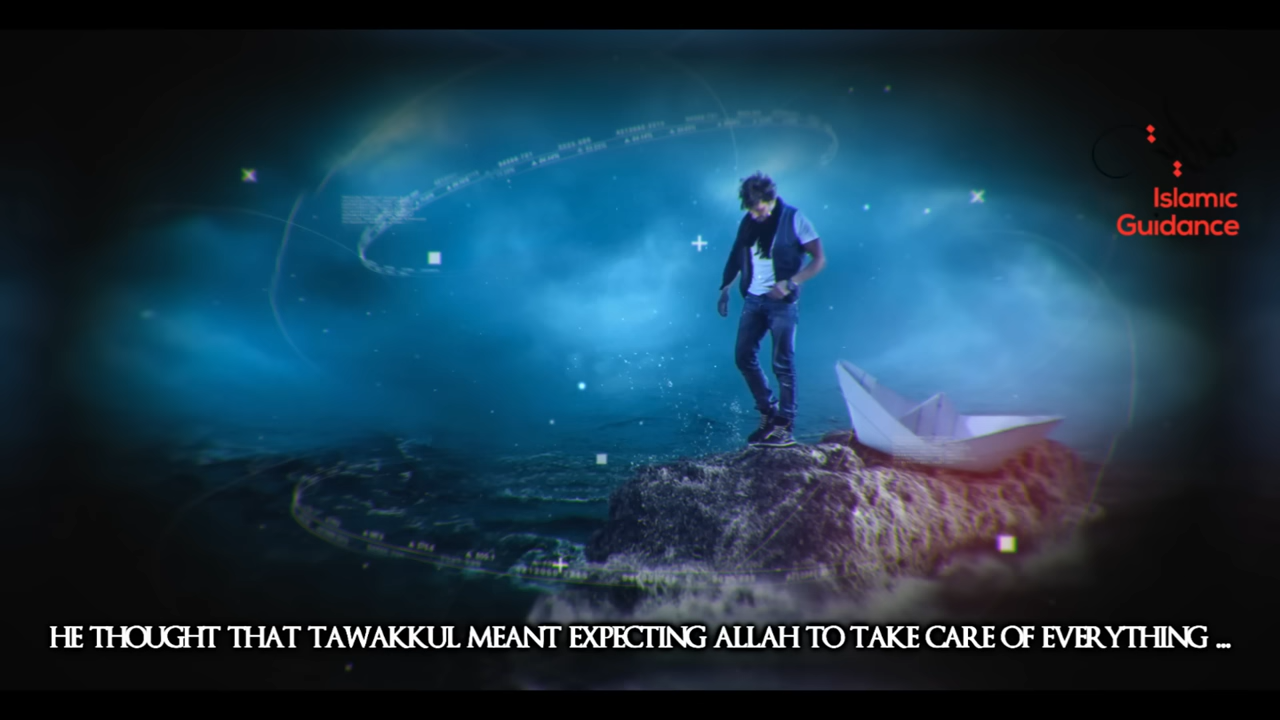 Islamic
Guidance
HE THOUGHT THAT TAWAKKUL MEANT EXPECTING ALLAH TO TAKE CARE OF EVERYTHING ...